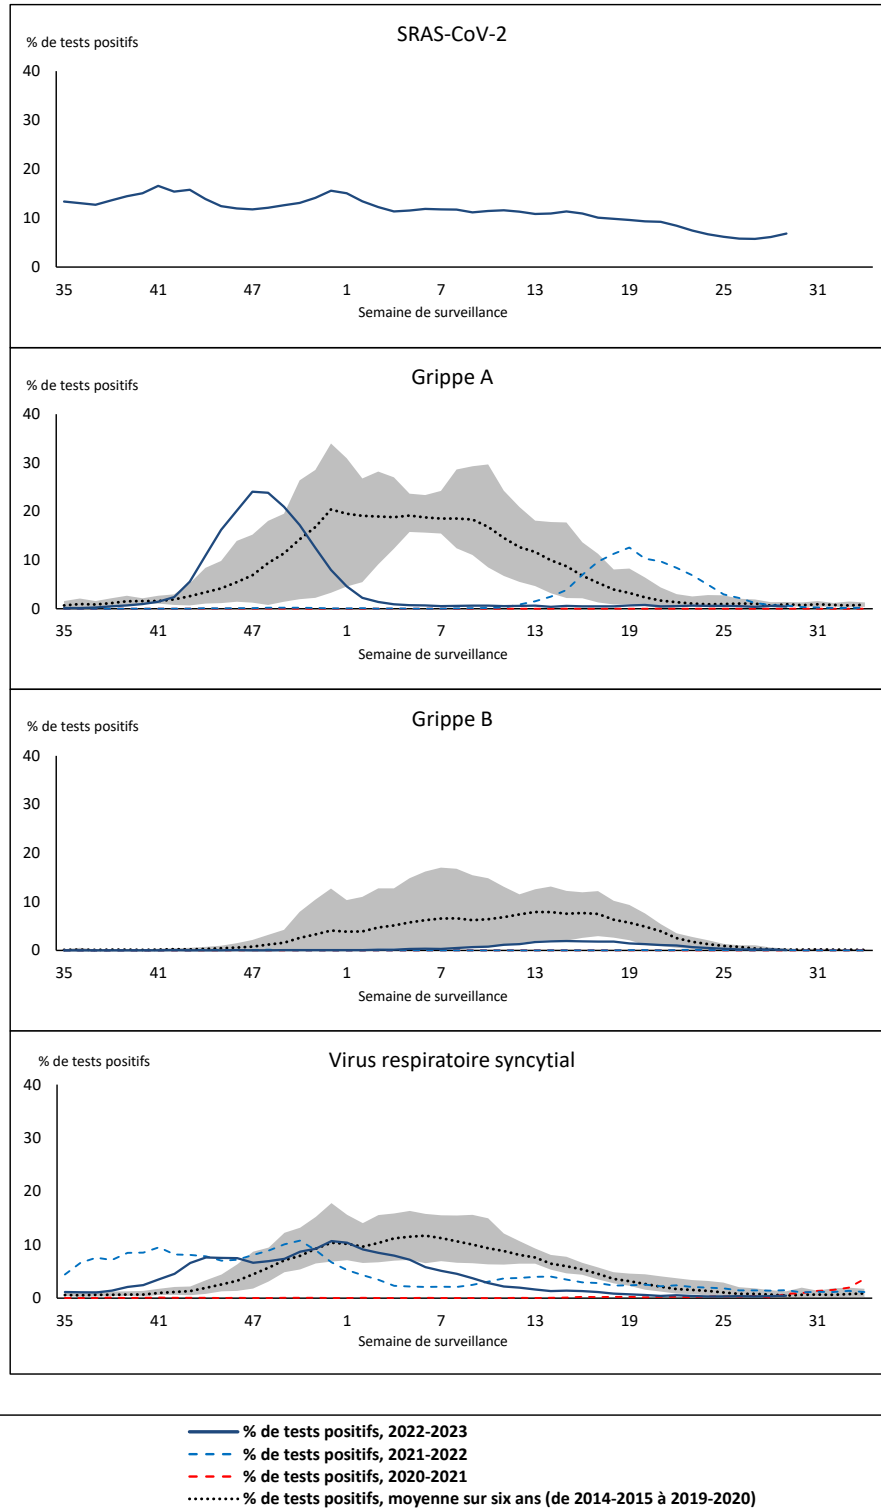 SRAS-CoV-2
% de tests positifs
40
30
20
10
0
35 41 47 1 7 13 19 25 31
Semaine de surveillance
Grippe A
% de tests positifs
40
30
20
10
0
35 41 47 1 7 13 19 25 31
Semaine de surveillance
Grippe B
% de tests positifs
40
30
20
10
0
35 41 47 1 7 13 19 25 31
Semaine de surveillance
Virus respiratoire syncytial
% de tests positifs
40
30
20
10
0
35 41 47 1 7 13 19 25 31
Semaine de surveillance
% de tests positifs, 2022-2023
% de tests positifs, 2021-2022
% de tests positifs, 2020-2021
% de tests positifs, moyenne sur six ans (de 2014-2015 à 2019-2020)